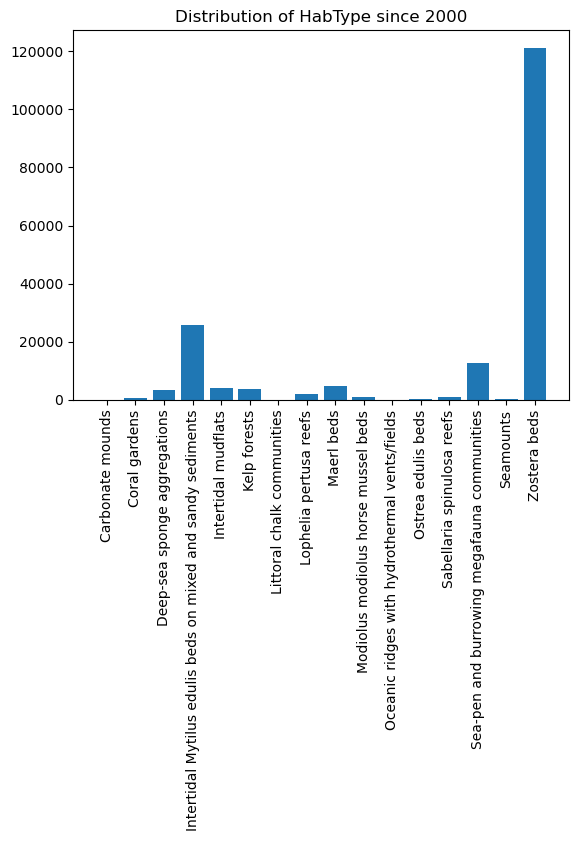 Distribution of HabType since 2000
120000
100000
80000
60000
40000
20000
0
Carbonate mounds
Coral gardens
Deep-sea sponge aggregations
Intertidal Mytilus edulis beds on mixed and sandy sediments
Intertidal mudflats
Kelp forests
Littoral chalk communities
Lophelia pertusa reefs
Maerl beds
Modiolus modiolus horse mussel beds
Oceanic ridges with hydrothermal vents/fields
Ostrea edulis beds
Sabellaria spinulosa reefs
Sea-pen and burrowing megafauna communities
Seamounts
Zostera beds